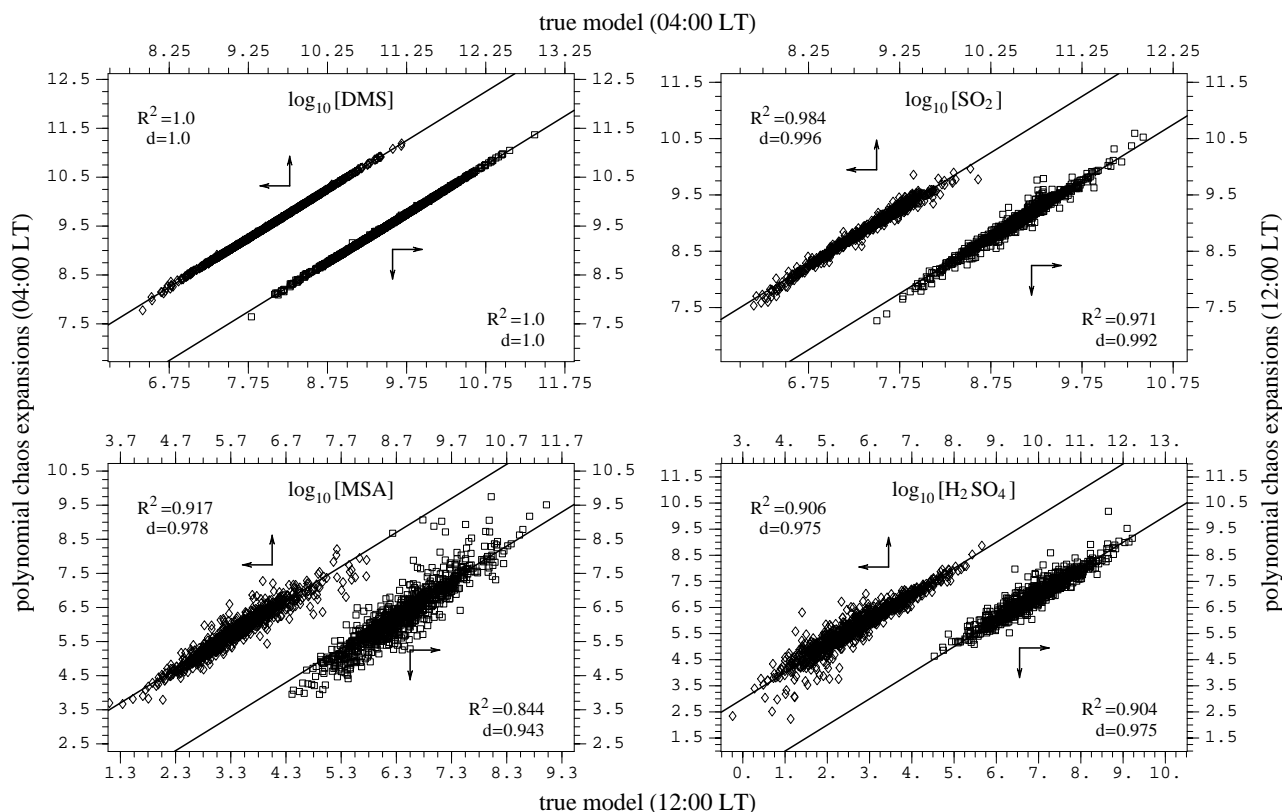 true model (04:00 LT)
8.25 9.25 10.25 11.25 12.25 13.25
8.25 9.25 10.25 11.25 12.25
polynomial chaos expansions (04:00 LT)
12.5
11.5
10.5
9.5
8.5
7.5
log10[DMS]
R2=1.0
d=1.0
R2=1.0
d=1.0
12.5
11.5
10.5
9.5
8.5
7.5
6.75 7.75 8.75 9.75 10.75 11.75
11.5
10.5
9.5
8.5
7.5
log10[SO2]
R2=0.984
d=0.996
R2=0.971
d=0.992
11.5
10.5
9.5
8.5
7.5
6.75 7.75 8.75 9.75 10.75
polynomial chaos expansions (12:00 LT)
3.7 4.7 5.7 6.7 7.7 8.7 9.7 10.7 11.7
10.5
9.5
8.5
7.5
6.5
5.5
4.5
3.5
2.5
log10[MSA]
R2=0.917
d=0.978
R2=0.844
d=0.943
10.5
9.5
8.5
7.5
6.5
5.5
4.5
3.5
2.5
1.3 2.3 3.3 4.3 5.3 6.3 7.3 8.3 9.3
3. 4. 5. 6. 7. 8. 9. 10. 11. 12. 13.
11.5
10.5
9.5
8.5
7.5
6.5
5.5
4.5
3.5
2.5
1.5
log10[H2SO4]
R2=0.906
d=0.975
R2=0.904
d=0.975
11.5
10.5
9.5
8.5
7.5
6.5
5.5
4.5
3.5
2.5
1.5
0. 1. 2. 3. 4. 5. 6. 7. 8. 9. 10.
true model (12:00 LT)